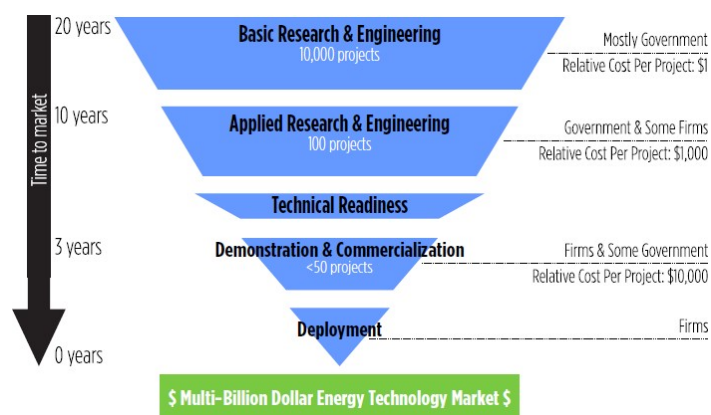 20 years
Basic Research & Engineering
10,000 projects
Mostly Government
Relative Cost Per Project: $1
Time to market
10 years
Applied Research & Engineering
100 projects
Government & Some Firms
Relative Cost Per Project: $1,000
Technical Readiness
3 years
Demonstration & Commercialization
<50 projects
Firms & Some Government
Relative Cost Per Project: $10,000
Deployment
Firms
0 years
$ Multi-Billion Dollar Energy Technology Market $